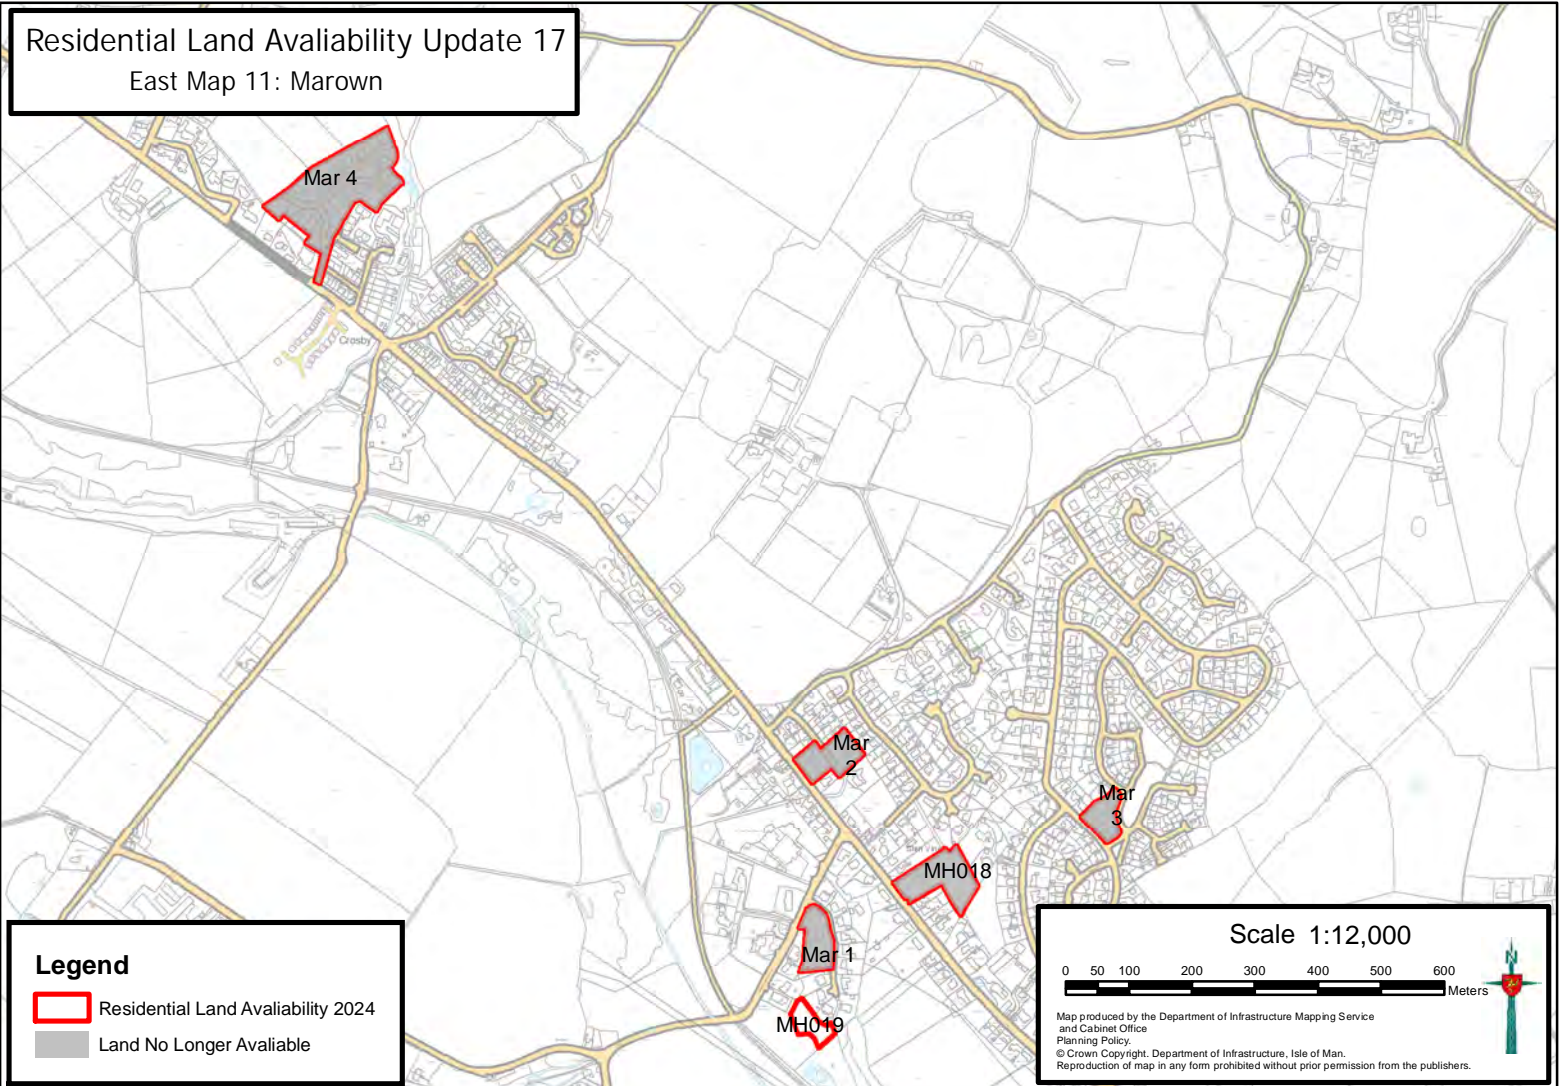 Residential Land Avaliability Update 17
East Map 11: Marown
Mar 4
Crosby
Mar
2
Mar
3
MH018
Mar 1
MH019
Legend
Residential Land Avaliability 2024
Land No Longer Avaliable
Scale 1:12,000
0 50 100 200 300 400 500 600
Meters
N
Map produced by the Department of Infrastructure Mapping Service
and Cabinet Office
Planning Policy.
© Crown Copyright. Department of Infrastructure, Isle of Man.
Reproduction of map in any form prohibited without prior permission from the publishers.